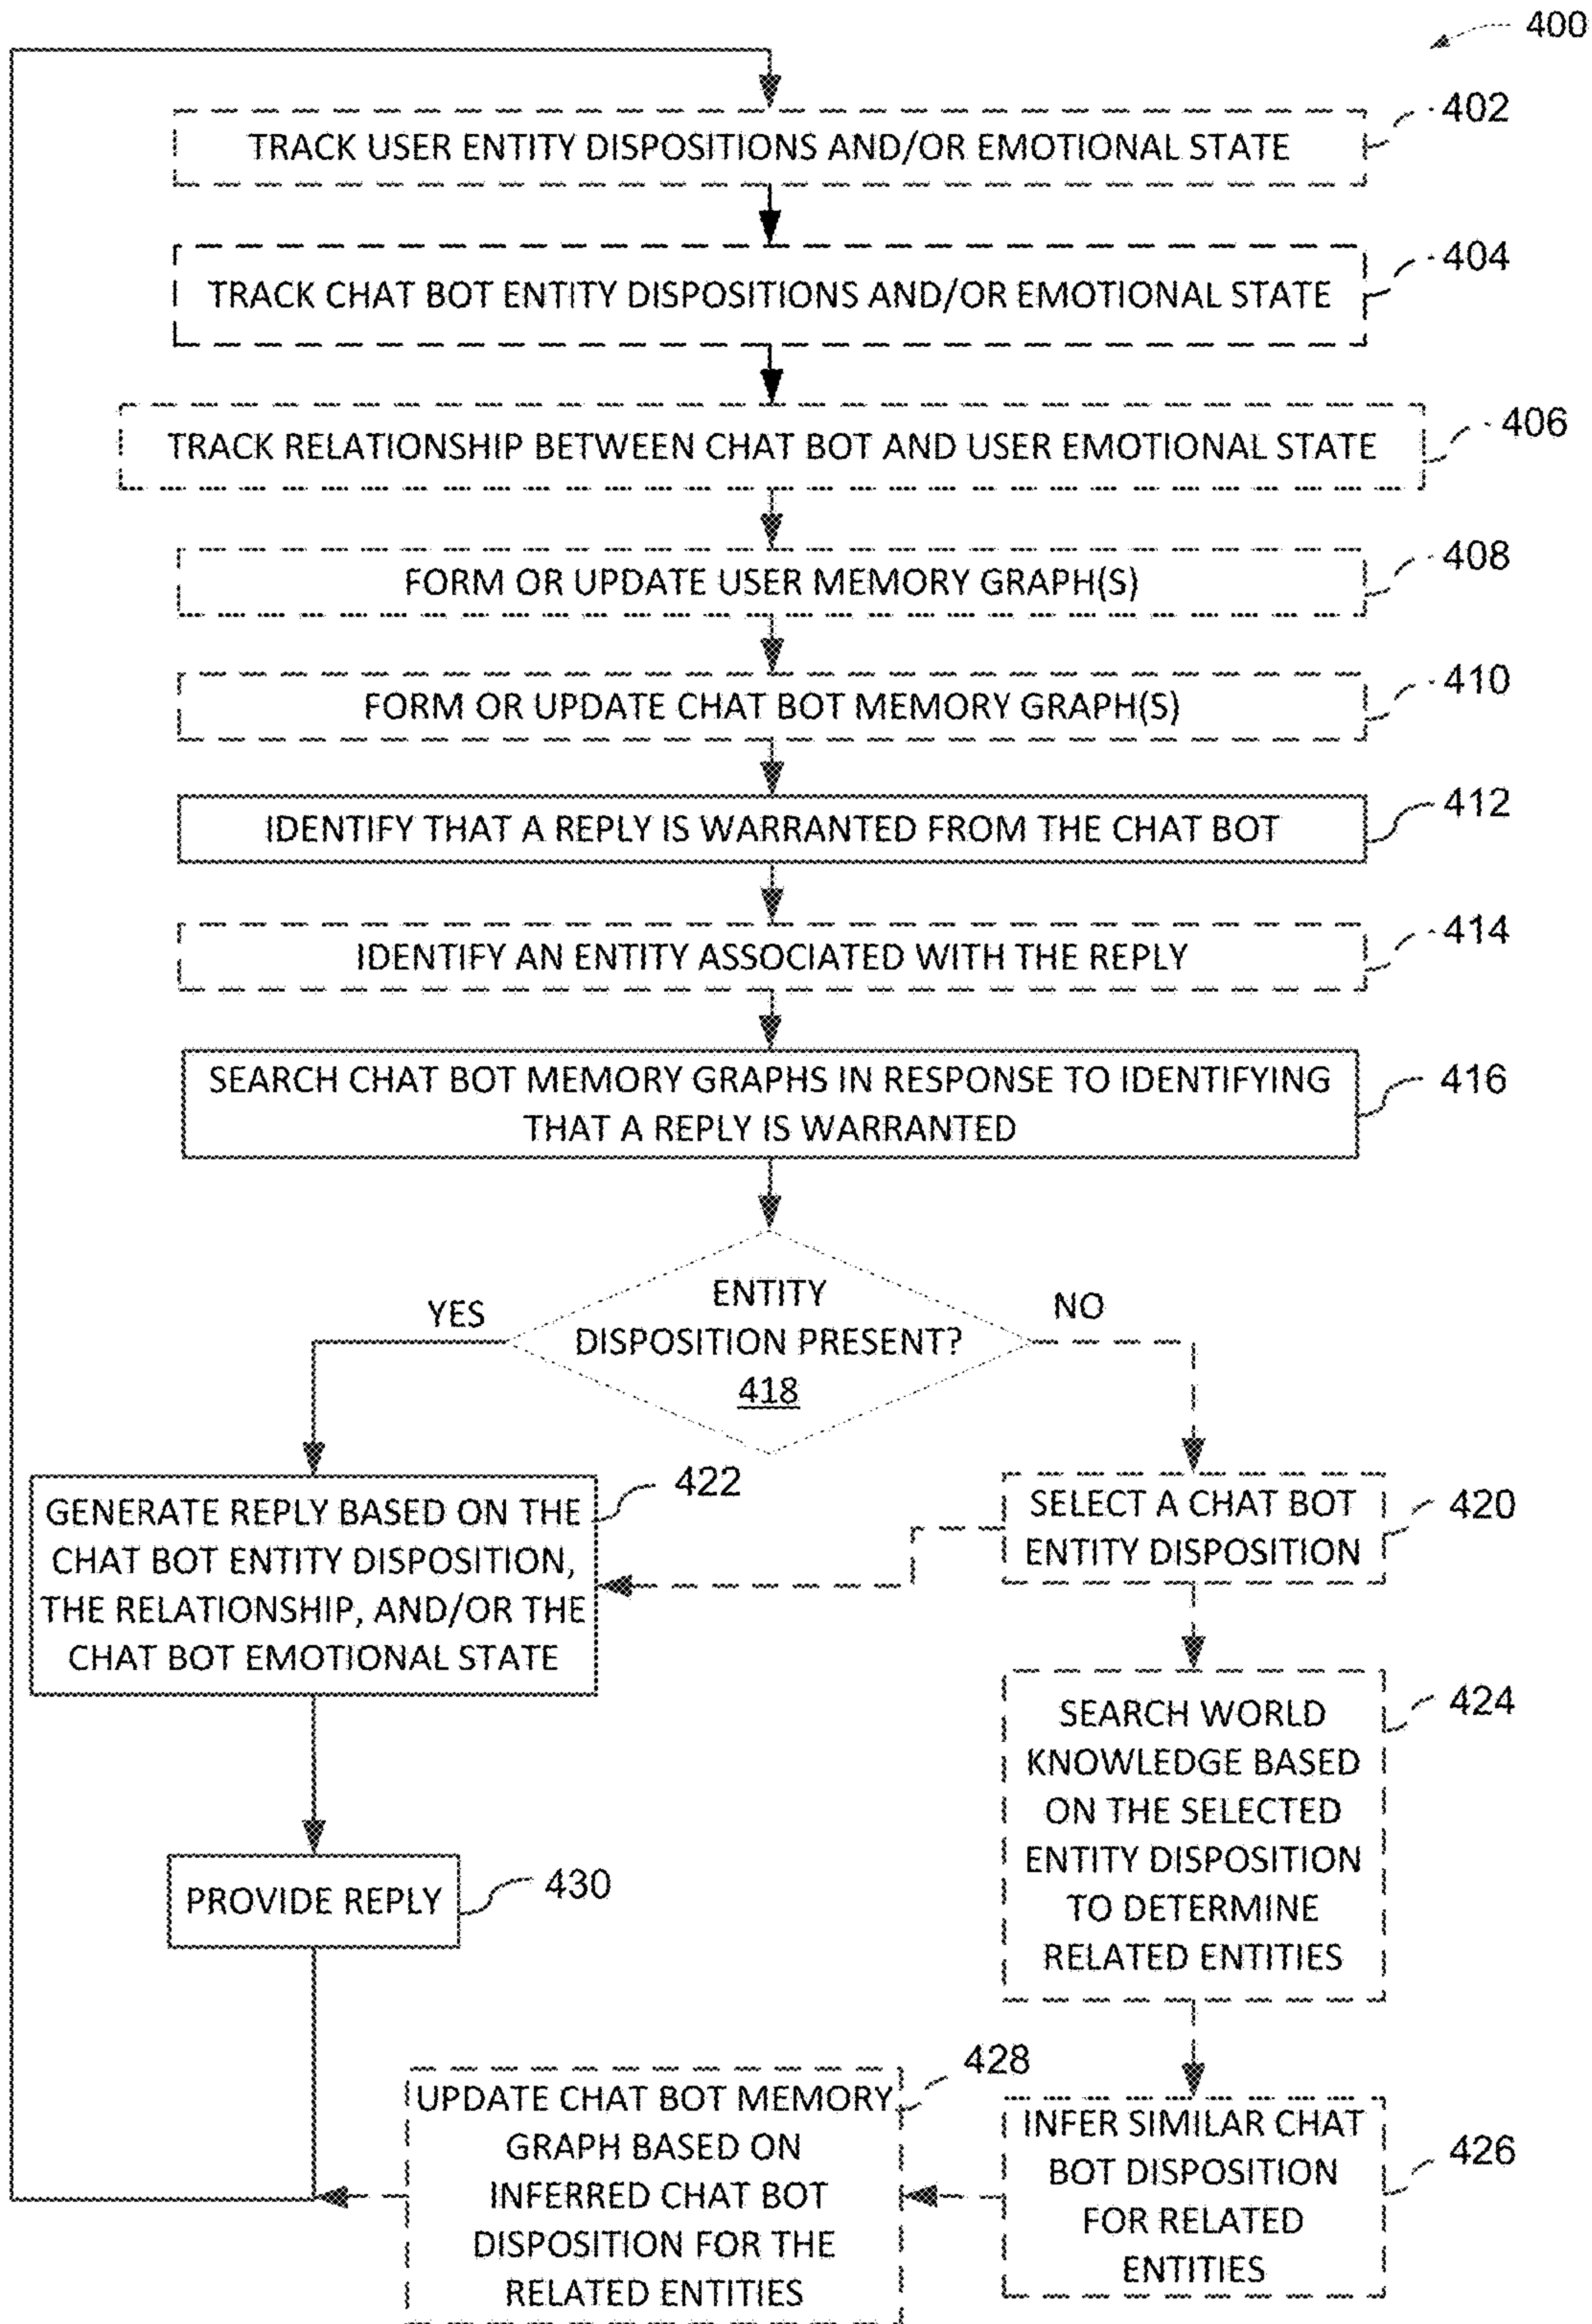 400
TRACK USER ENTITY DISPOSITIONS AND/OR EMOTIONAL STATE
402
TRACK CHAT BOT ENTITY DISPOSITIONS AND/OR EMOTIONAL STATE
404
TRACK RELATIONSHIP BETWEEN CHAT BOT AND USER EMOTIONAL STATE
406
FORM OR UPDATE USER MEMORY GRAPH(S)
408
FORM OR UPDATE CHAT BOT MEMORY GRAPH(S)
410
IDENTIFY THAT A REPLY IS WARRANTED FROM THE CHAT BOT
412
IDENTIFY AN ENTITY ASSOCIATED WITH THE REPLY
414
SEARCH CHAT BOT MEMORY GRAPHS IN RESPONSE TO IDENTIFYING
THAT A REPLY IS WARRANTED
416
ENTITY
DISPOSITION PRESENT?
418
YES
NO
GENERATE REPLY BASED ON THE
CHAT BOT ENTITY DISPOSITION,
THE RELATIONSHIP, AND/OR THE
CHAT BOT EMOTIONAL STATE
422
SELECT A CHAT BOT
ENTITY DISPOSITION
420
SEARCH WORLD
KNOWLEDGE BASED
ON THE SELECTED
ENTITY DISPOSITION
TO DETERMINE
RELATED ENTITIES
424
PROVIDE REPLY
430
UPDATE CHAT BOT MEMORY
GRAPH BASED ON
INFERRED CHAT BOT
DISPOSITION FOR THE
RELATED ENTITIES
428
INFER SIMILAR CHAT
BOT DISPOSITION
FOR RELATED
ENTITIES
426